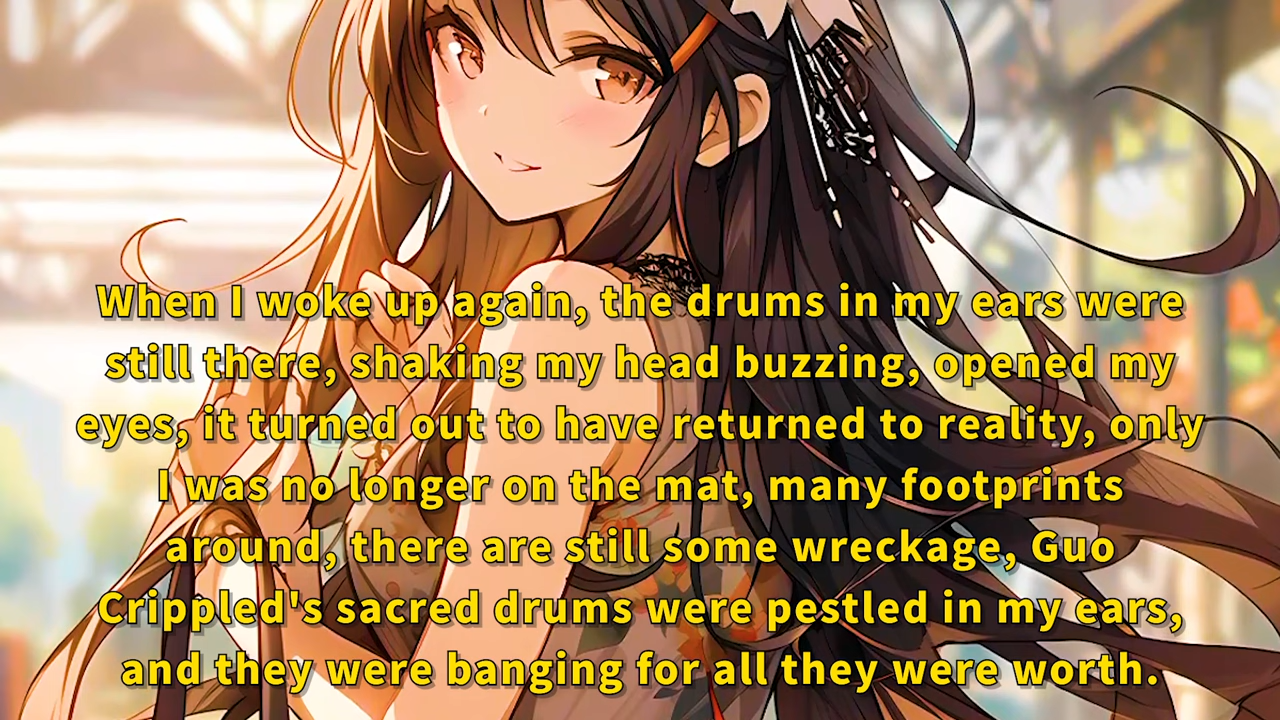 When I woke up again, the drums in my ears were
still there, shaking my head buzzing, opened my
eyes, it turned out to have returned to reality, only
I was no longer on the mat, many footprints
around, there are still some wreckage, Guo
Crippled's sacred drums were pestled in my ears,
and they were banging for all they were worth.